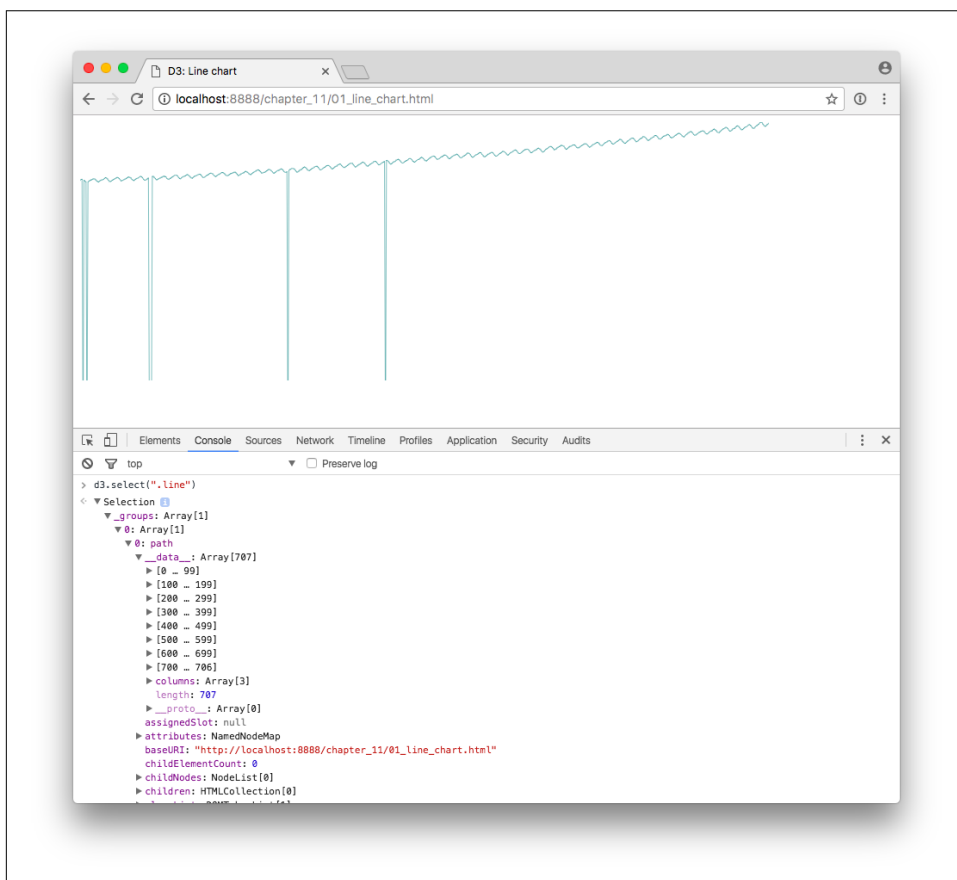 D3: Line chart
localhost:8888/chapter_11/01_line_chart.html
Elements Console Sources Network Timeline Profiles Application Security Audits
top Preserve log
> d3.select(".line")
Selection i
_groups: Array[1]
0: Array[1]
0: path
__data__: Array[707]
[0 … 99]
[100 … 199]
[200 … 299]
[300 … 399]
[400 … 499]
[500 … 599]
[600 … 699]
[700 … 706]
columns: Array[3]
length: 707
__proto__: Array[0]
assignedSlot: null
attributes: NamedNodeMap
baseURI: "http://localhost:8888/chapter_11/01_line_chart.html"
childElementCount: 0
childNodes: NodeList[0]
children: HTMLCollection[0]